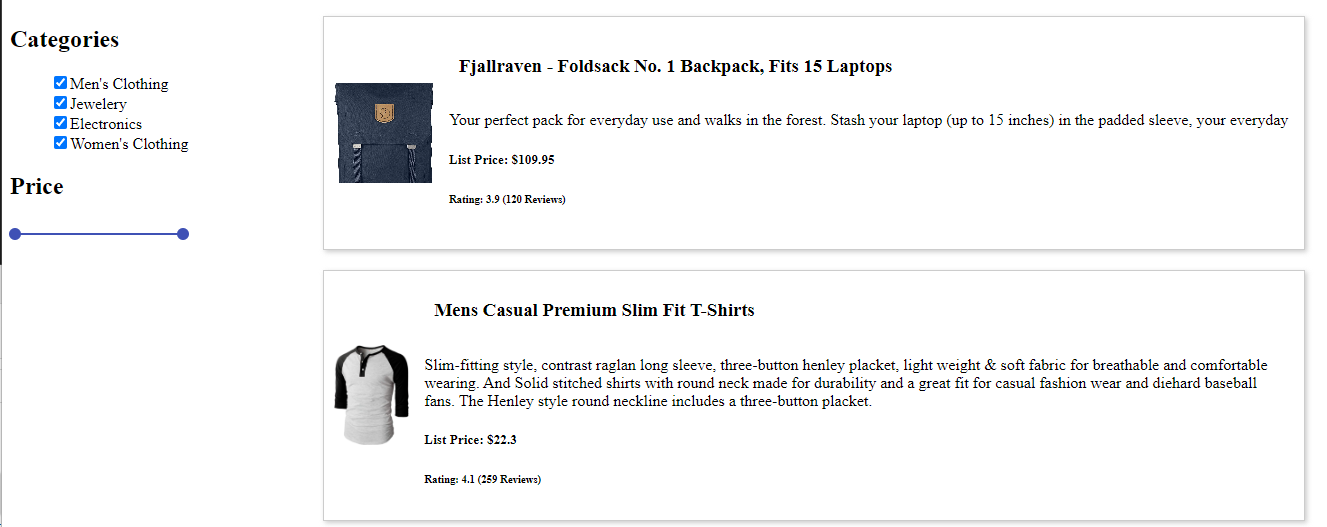 Categories
Men's Clothing
Jewelery
Electronics
Women's Clothing
Price
Fjallraven - Foldsack No. 1 Backpack, Fits 15 Laptops
Your perfect pack for everyday use and walks in the forest. Stash your laptop (up to 15 inches) in the padded sleeve, your everyday
List Price: $109.95
Rating: 3.9 (120 Reviews)
Mens Casual Premium Slim Fit T-Shirts
Slim-fitting style, contrast raglan long sleeve, three-button henley placket, light weight & soft fabric for breathable and comfortable
wearing. And Solid stitched shirts with round neck made for durability and a great fit for casual fashion wear and diehard baseball
fans. The Henley style round neckline includes a three-button placket.
List Price: $22.3
Rating: 4.1 (259 Reviews)